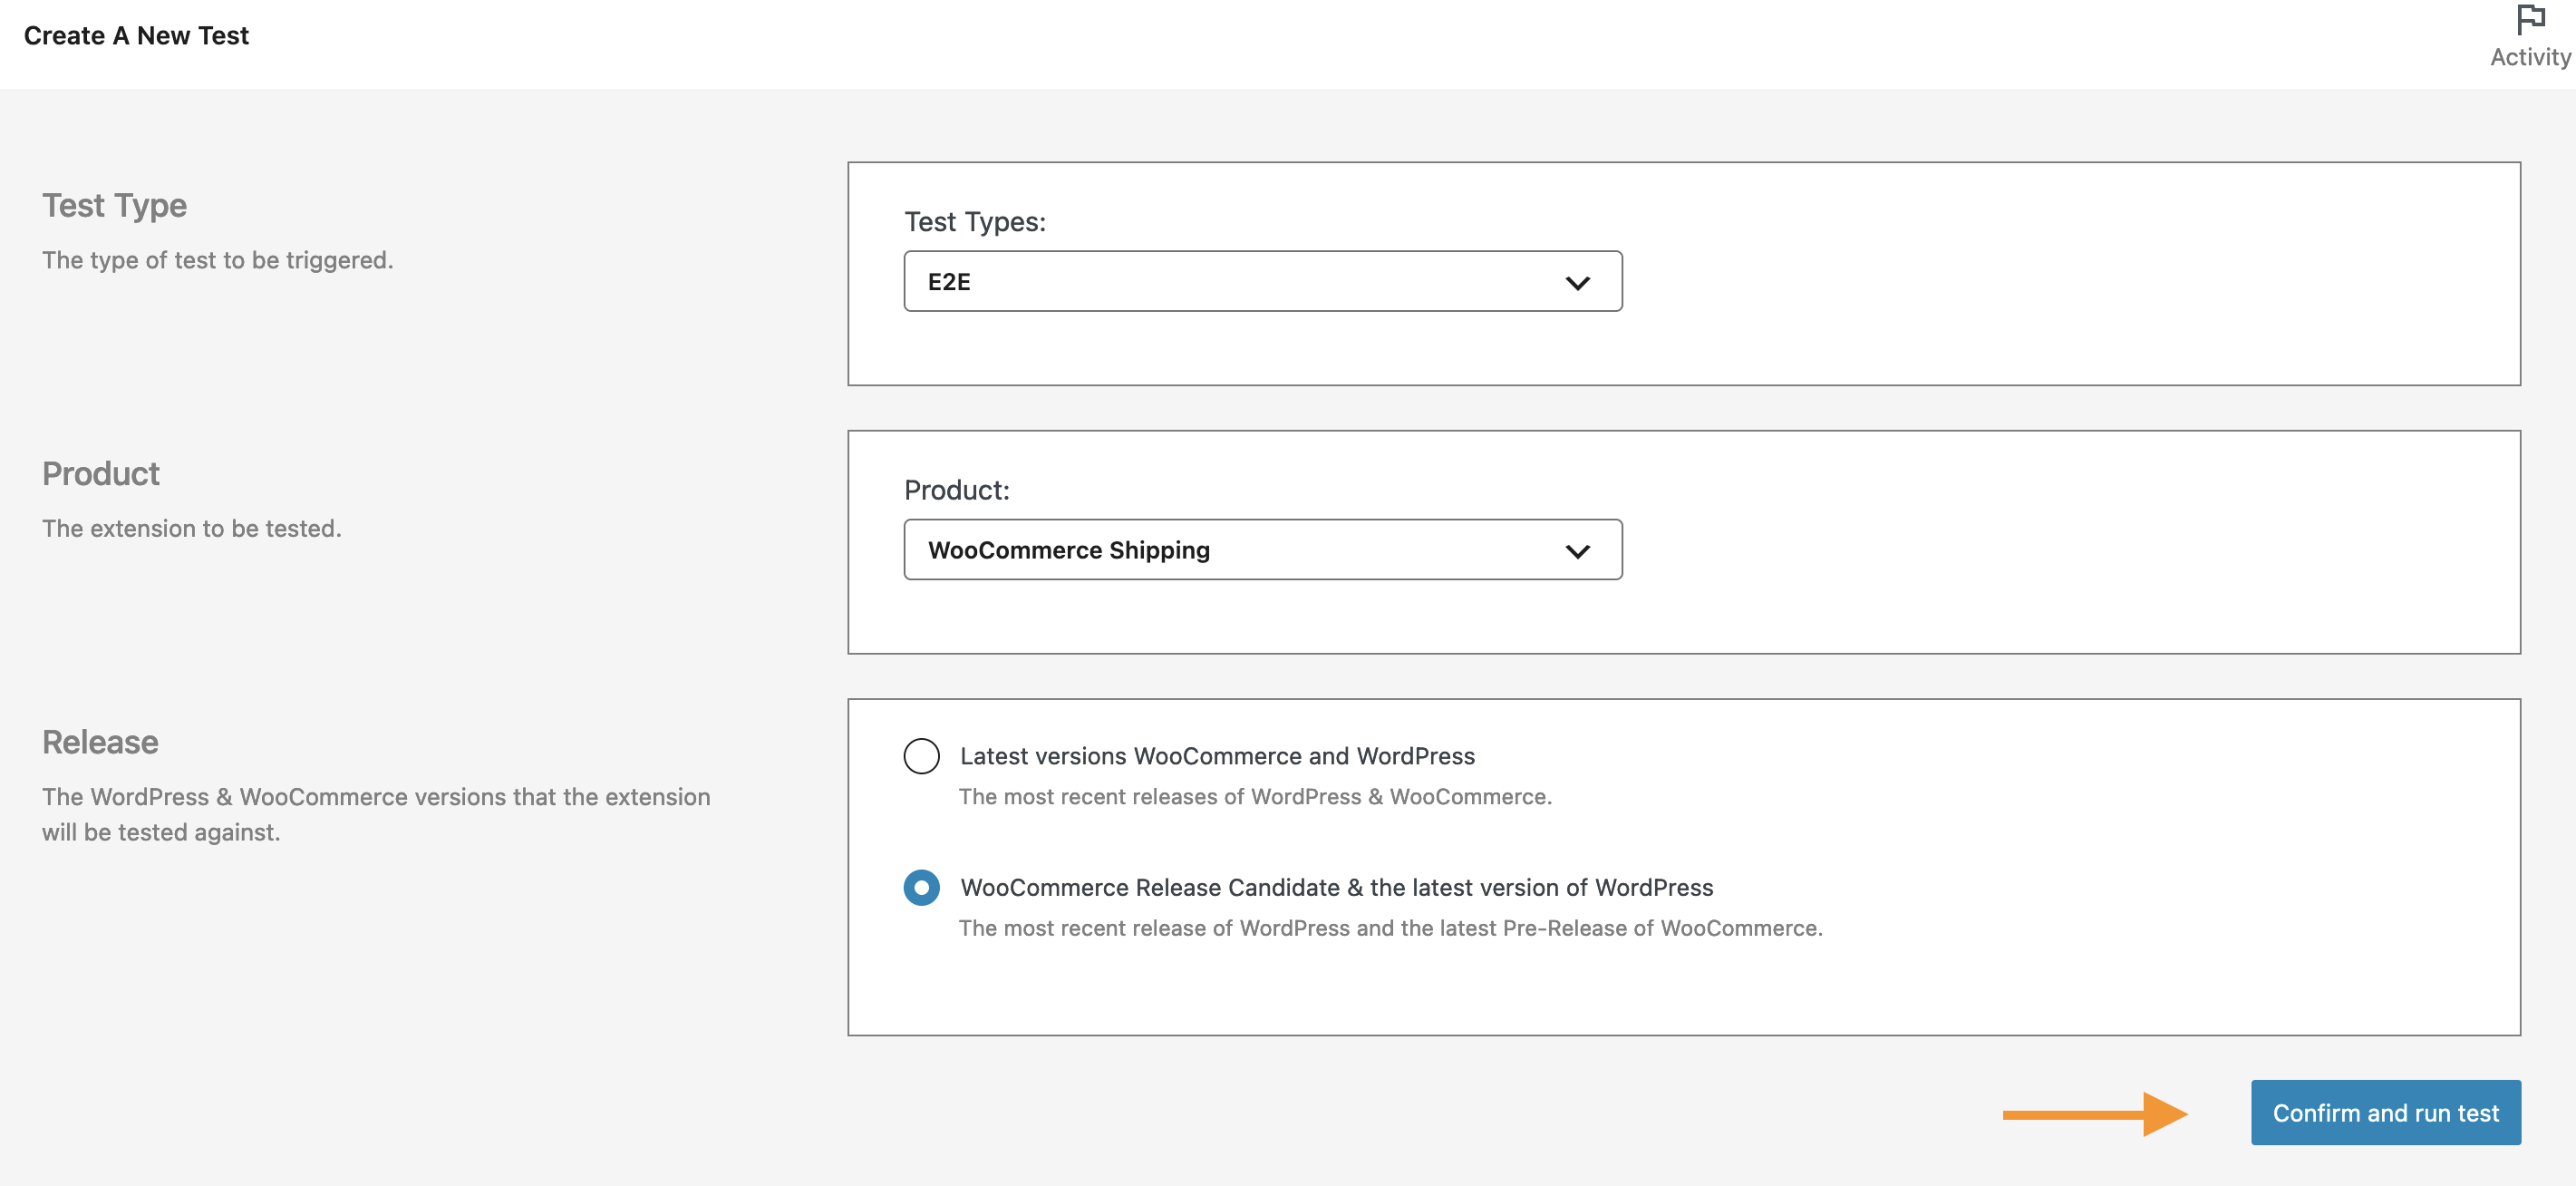 Create A New Test
Activity
Test Type
The type of test to be triggered.
Test Types:
E2E
Product
The extension to be tested.
Product:
WooCommerce Shipping
Release
The WordPress & WooCommerce versions that the extension
will be tested against.
Latest versions WooCommerce and WordPress
The most recent releases of WordPress & WooCommerce.
WooCommerce Release Candidate & the latest version of WordPress
The most recent release of WordPress and the latest Pre-Release of WooCommerce.
Confirm and run test